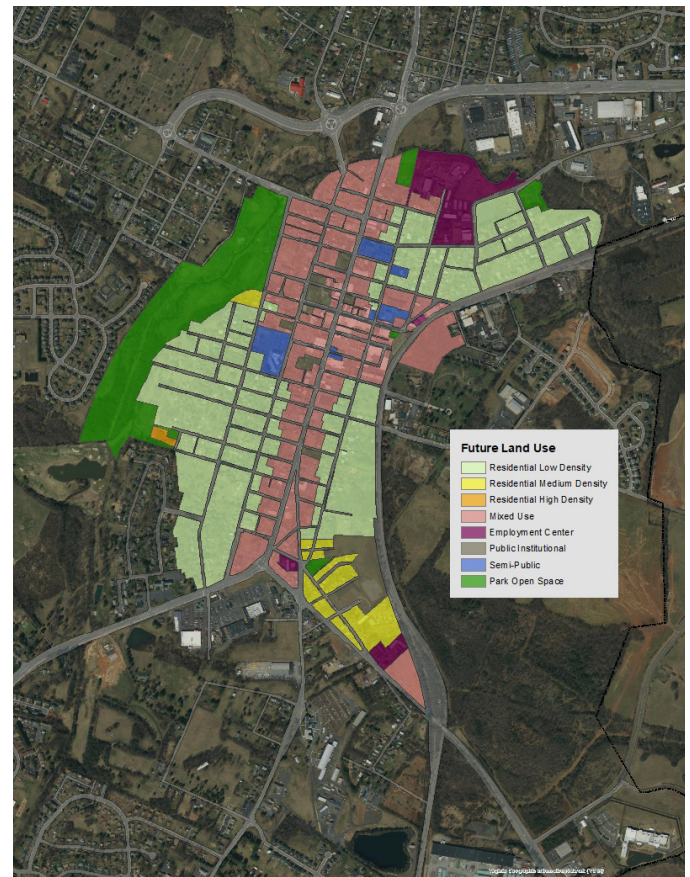 Future Land Use
Residential Low Density
Residential Medium Density
Residential High Density
Mixed Use
Employment Center
Public Institutional
Semi-Public
Park Open Space